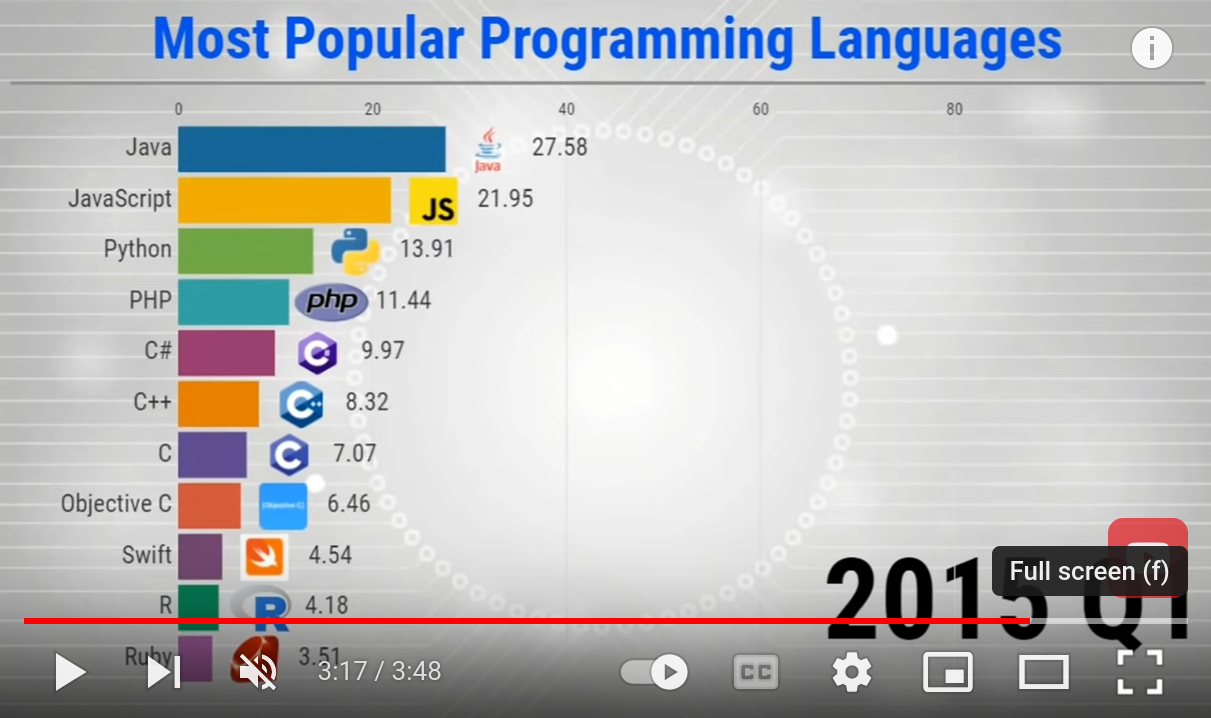 Most Popular Programming Languages
i
0 20 40 60 80
Java Java 27.58
JavaScript JS 21.95
Python 13.91
PHP php 11.44
C# C 9.97
C++ C++ 8.32
C C 7.07
Objective C [Objective C] 6.46
Swift 4.54
R R 4.18
Ruby 3.51
2015 Q1
Full screen (f)
3:17 / 3:48
CC